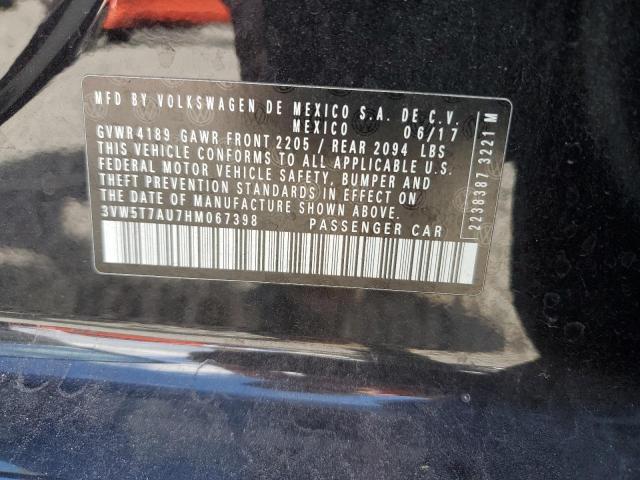 MFD BY VOLKSWAGEN DE MEXICO S.A. DE C.V.
MEXICO 06/17
GVWR4189 GAWR FRONT 2205 / REAR 2094 LBS
THIS VEHICLE CONFORMS TO ALL APPLICABLE U.S.
FEDERAL MOTOR VEHICLE SAFETY, BUMPER AND
THEFT PREVENTION STANDARDS IN EFFECT ON
THE DATE OF MANUFACTURE SHOWN ABOVE.
3VW5T7AU7HM067398 PASSENGER CAR
2238387 3221 M